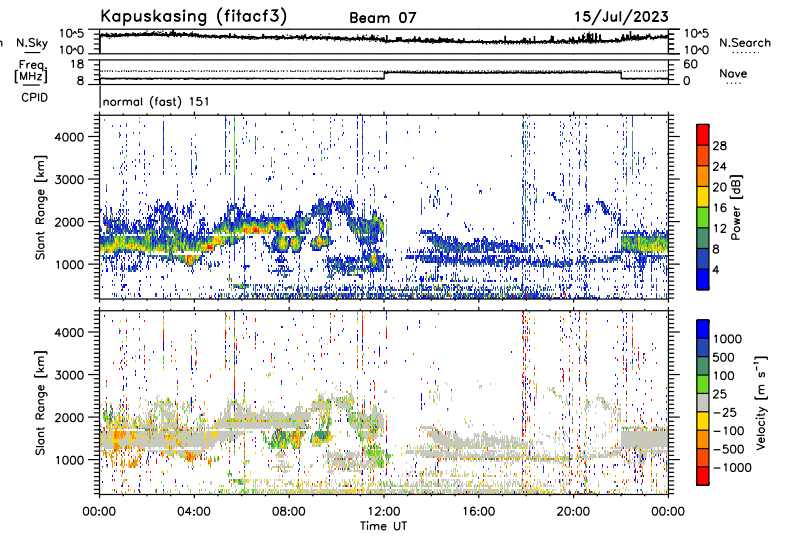 Kapuskasing (fitacf3) Beam 07 15/Jul/2023
n N.Sky 10^5 10^0 10^5 10^0 N.Search
Freq. [MHz] 18 8 60 0 Nave
CPID normal (fast) 151
Slant Range [km] 4000 3000 2000 1000
28 24 20 16 12 8 4 Power [dB]
Slant Range [km] 4000 3000 2000 1000
1000 500 100 25 −25 −100 −500 −1000 Velocity [m s⁻¹]
00:00 04:00 08:00 12:00 16:00 20:00 00:00
Time UT